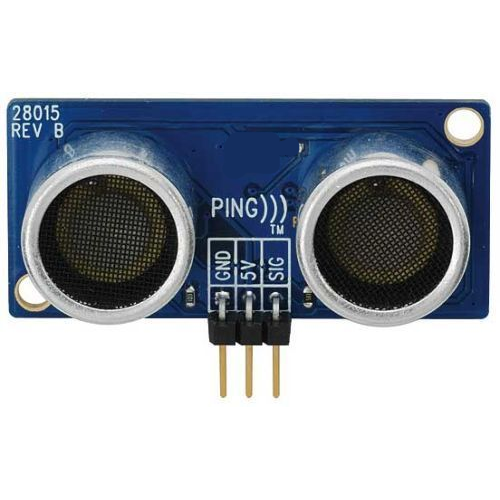 28015
REV B
PING)))
TM
GND
5V
SIG